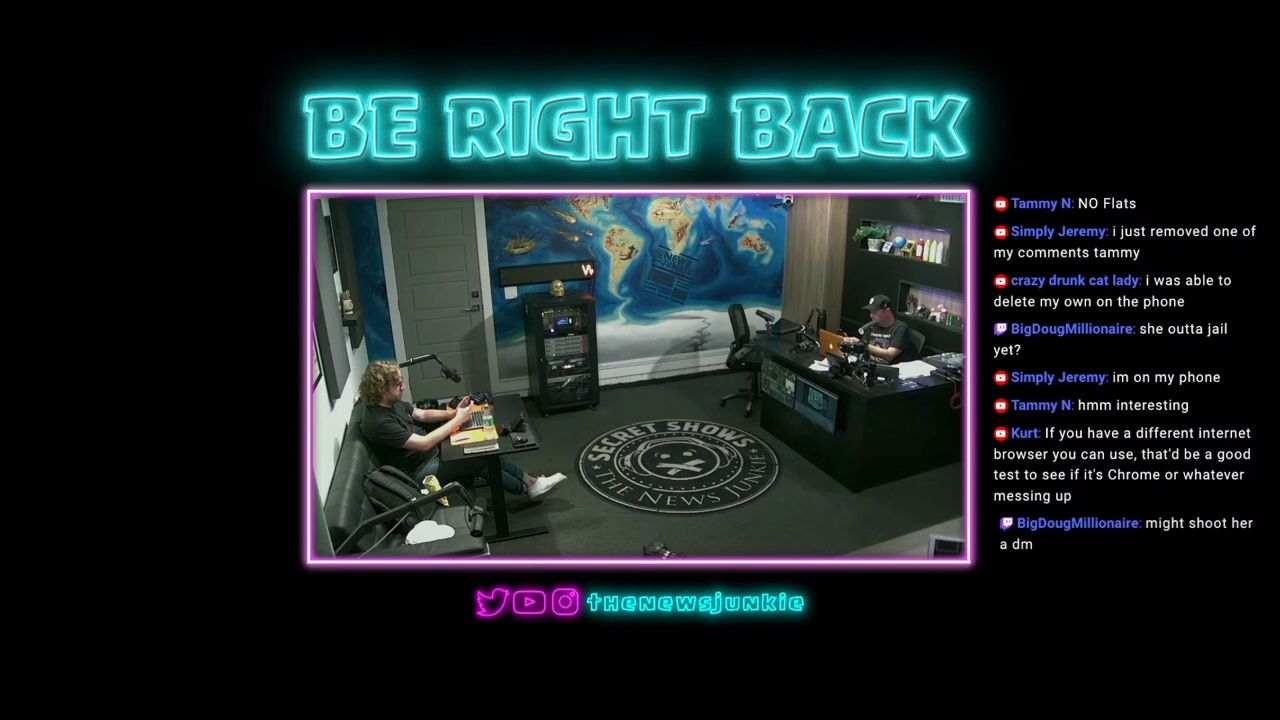 BE RIGHT BACK
SECRET SHOWS
THE NEWS JUNKIE
Tammy N: NO Flats
Simply Jeremy: i just removed one of
my comments tammy
crazy drunk cat lady: i was able to
delete my own on the phone
BigDougMillionaire: she outta jail
yet?
Simply Jeremy: im on my phone
Tammy N: hmm interesting
Kurt: If you have a different internet
browser you can use, that'd be a good
test to see if it's Chrome or whatever
messing up
BigDougMillionaire: might shoot her
a dm
thenewsjunkie